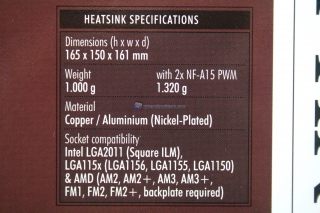 HEATSINK SPECIFICATIONS
Dimensions (h x w x d)
165 x 150 x 161 mm
Weight with 2x NF-A15 PWM
1.000 g 1.320 g
Material
Copper / Aluminium (Nickel-Plated)
Socket compatibility
Intel LGA2011 (Square ILM),
LGA115x (LGA1156, LGA1155, LGA1150)
& AMD (AM2, AM2+, AM3, AM3+,
FM1, FM2, FM2+, backplate required)